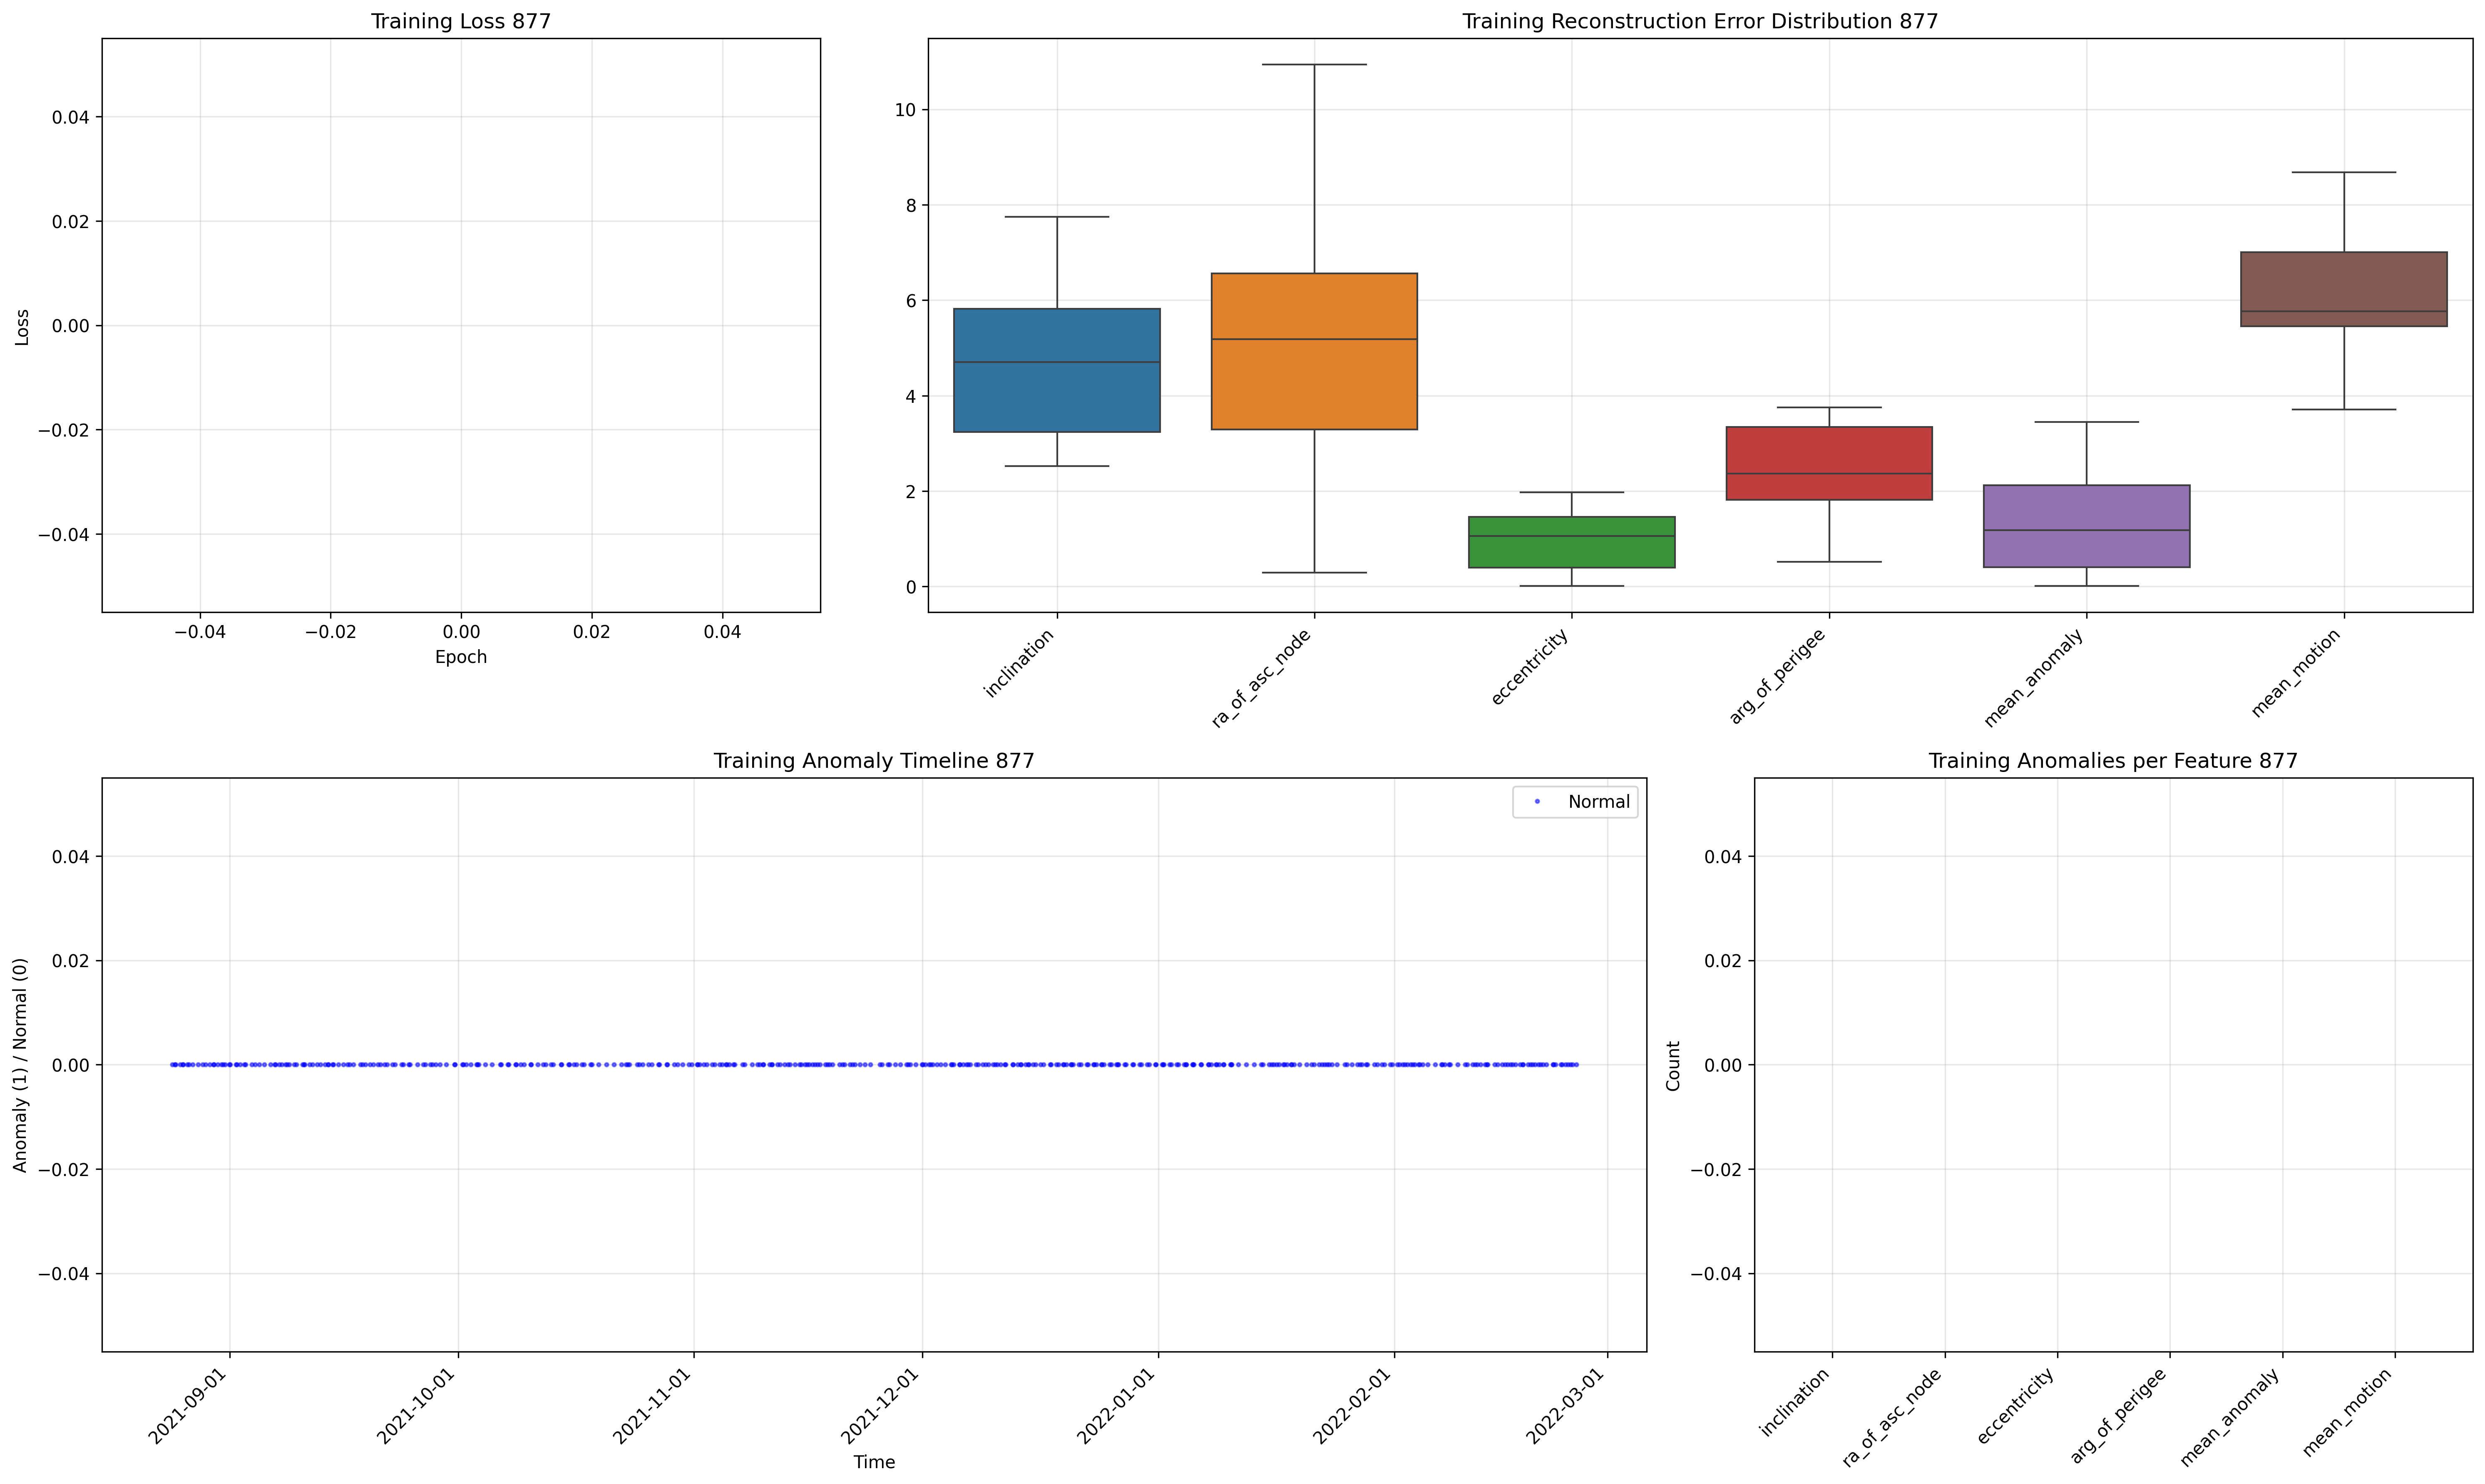 Training Loss 877
Loss
0.04
0.02
0.00
−0.02
−0.04
−0.04
−0.02
0.00
0.02
0.04
Epoch
Training Reconstruction Error Distribution 877
10
8
6
4
2
0
inclination
ra_of_asc_node
eccentricity
arg_of_perigee
mean_anomaly
mean_motion
Training Anomaly Timeline 877
Normal
Anomaly (1) / Normal (0)
0.04
0.02
0.00
−0.02
−0.04
2021-09-01
2021-10-01
2021-11-01
2021-12-01
2022-01-01
2022-02-01
2022-03-01
Time
Training Anomalies per Feature 877
Count
0.04
0.02
0.00
−0.02
−0.04
inclination
ra_of_asc_node
eccentricity
arg_of_perigee
mean_anomaly
mean_motion